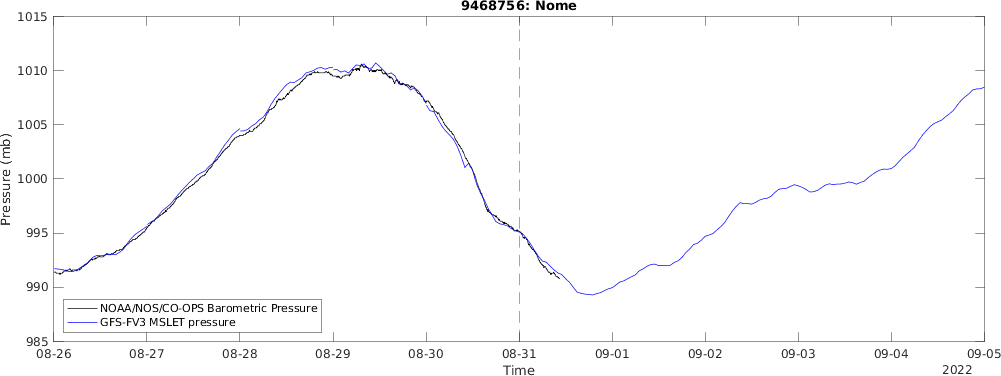 9468756: Nome
1015
1010
1005
1000
995
990
985
Pressure (mb)
NOAA/NOS/CO-OPS Barometric Pressure
GFS-FV3 MSLET pressure
08-26 08-27 08-28 08-29 08-30 08-31 09-01 09-02 09-03 09-04 09-05
Time
2022